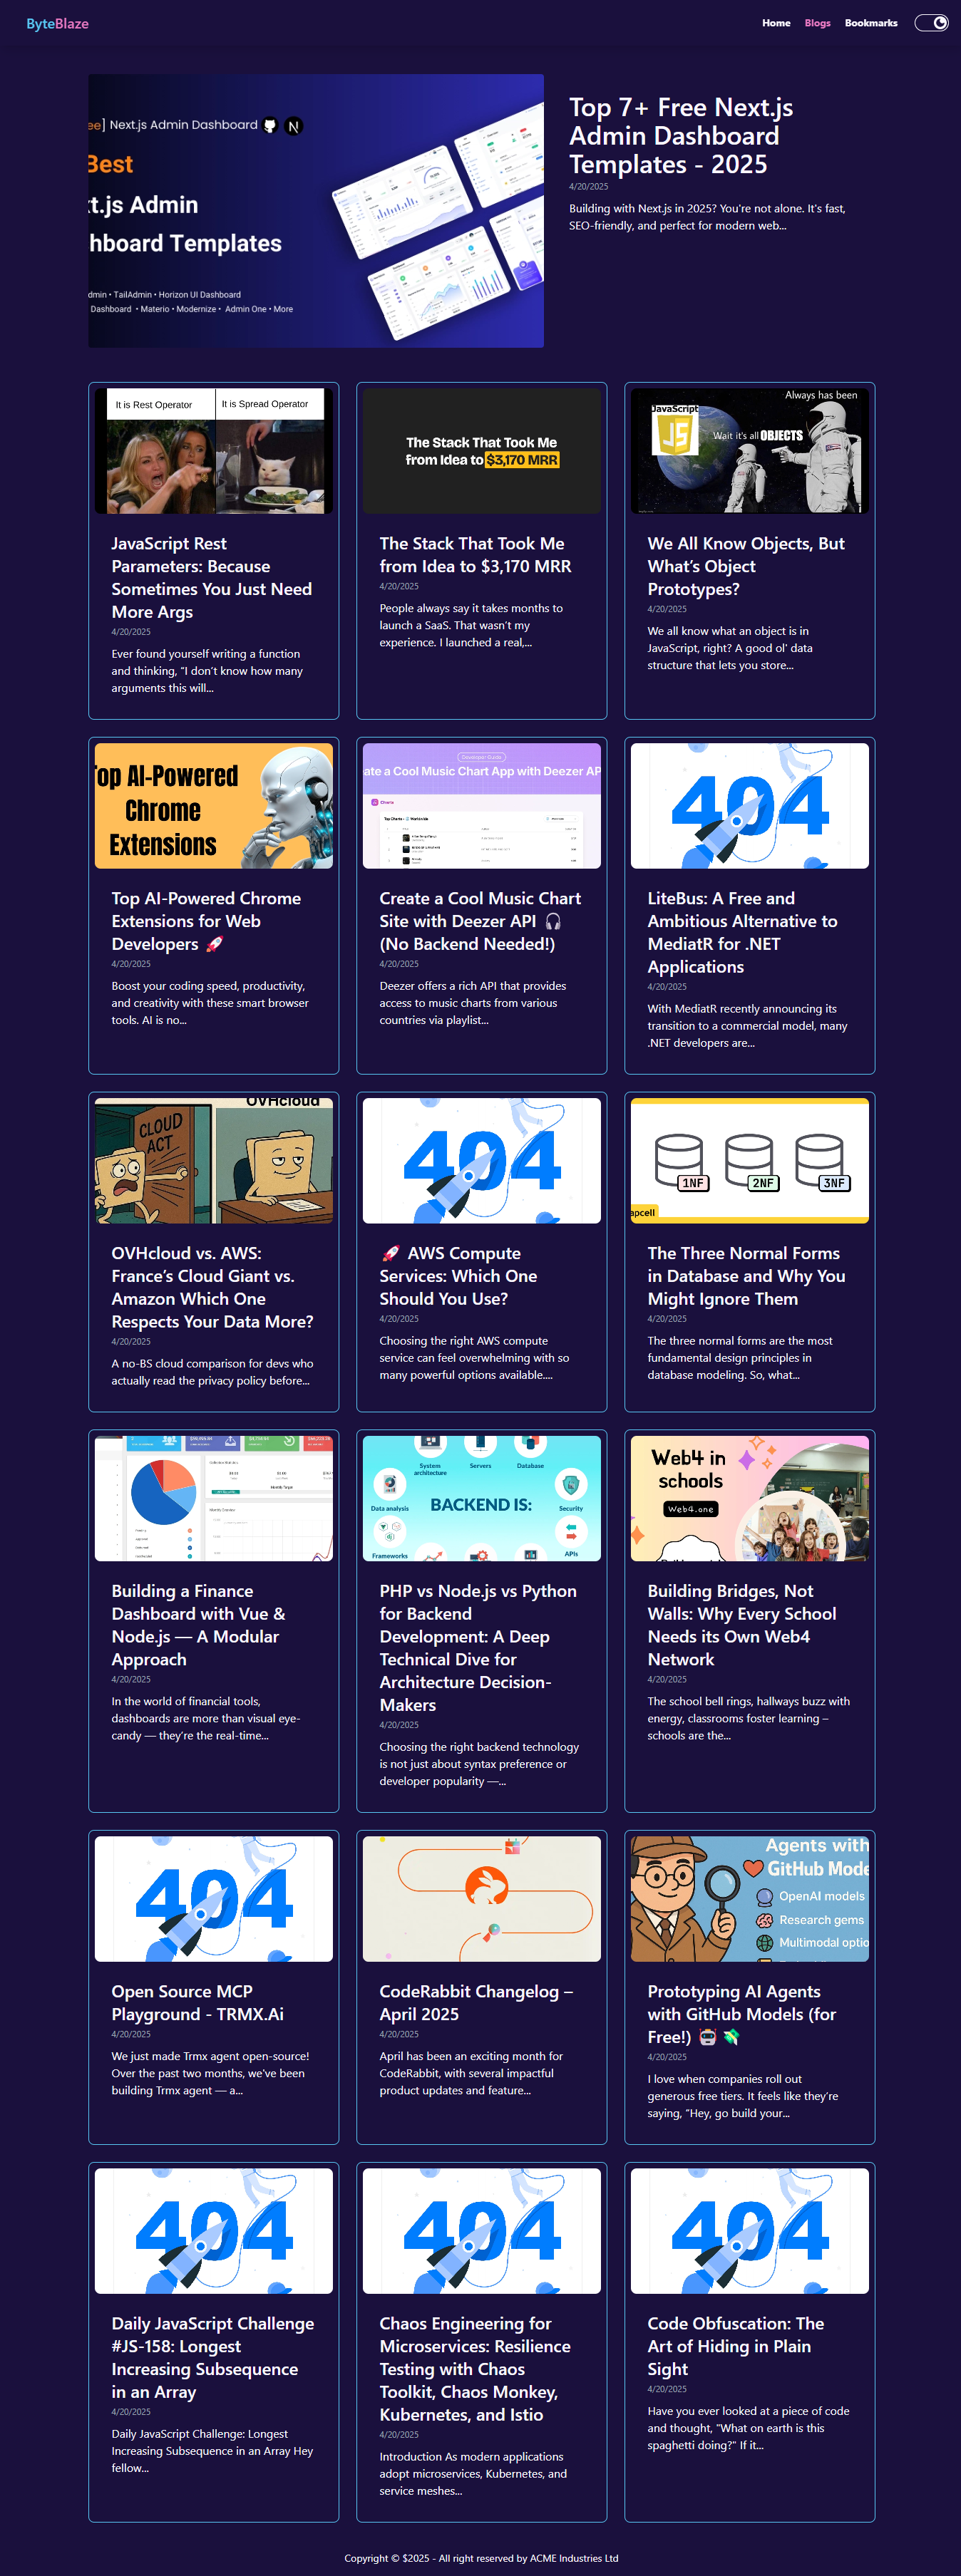 ByteBlaze
Home Blogs Bookmarks
ee] Next.js Admin Dashboard
Best
xt.js Admin
hboard Templates
dmin • TailAdmin • Horizon UI Dashboard
Dashboard • Materio • Modernize • Admin One • More
Top 7+ Free Next.js
Admin Dashboard
Templates - 2025
4/20/2025
Building with Next.js in 2025? You're not alone. It's fast,
SEO-friendly, and perfect for modern web...
It is Rest Operator
It is Spread Operator
JavaScript Rest
Parameters: Because
Sometimes You Just Need
More Args
4/20/2025
Ever found yourself writing a function
and thinking, “I don’t know how many
arguments this will...
The Stack That Took Me
from Idea to $3,170 MRR
The Stack That Took Me
from Idea to $3,170 MRR
4/20/2025
People always say it takes months to
launch a SaaS. That wasn’t my
experience. I launched a real,...
Always has been
JavaScript
JS
Wait it's all OBJECTS
We All Know Objects, But
What’s Object
Prototypes?
4/20/2025
We all know what an object is in
JavaScript, right? A good ol' data
structure that lets you store...
Top AI-Powered
Chrome
Extensions
Top AI-Powered Chrome
Extensions for Web
Developers 🚀
4/20/2025
Boost your coding speed, productivity,
and creativity with these smart browser
tools. AI is no...
Developer Guide
ate a Cool Music Chart App with Deezer AP
Charts
Create a Cool Music Chart
Site with Deezer API 🎧
(No Backend Needed!)
4/20/2025
Deezer offers a rich API that provides
access to music charts from various
countries via playlist...
404
LiteBus: A Free and
Ambitious Alternative to
MediatR for .NET
Applications
4/20/2025
With MediatR recently announcing its
transition to a commercial model, many
.NET developers are...
CLOUD
ACT
OVHcloud
OVHcloud vs. AWS:
France’s Cloud Giant vs.
Amazon Which One
Respects Your Data More?
4/20/2025
A no-BS cloud comparison for devs who
actually read the privacy policy before...
404
🚀 AWS Compute
Services: Which One
Should You Use?
4/20/2025
Choosing the right AWS compute
service can feel overwhelming with so
many powerful options available....
1NF 2NF 3NF
apcell
The Three Normal Forms
in Database and Why You
Might Ignore Them
4/20/2025
The three normal forms are the most
fundamental design principles in
database modeling. So, what...
Building a Finance
Dashboard with Vue &
Node.js — A Modular
Approach
4/20/2025
In the world of financial tools,
dashboards are more than visual eye-
candy — they’re the real-time...
System
architecture
Servers
Database
Data analysis
BACKEND IS:
Security
Frameworks
APIs
PHP vs Node.js vs Python
for Backend
Development: A Deep
Technical Dive for
Architecture Decision-
Makers
4/20/2025
Choosing the right backend technology
is not just about syntax preference or
developer popularity —...
Web4 in
schools
Web4.one
Building Bridges, Not
Walls: Why Every School
Needs its Own Web4
Network
4/20/2025
The school bell rings, hallways buzz with
energy, classrooms foster learning –
schools are the...
404
Open Source MCP
Playground - TRMX.Ai
4/20/2025
We just made Trmx agent open-source!
Over the past two months, we've been
building Trmx agent — a...
CodeRabbit Changelog –
April 2025
4/20/2025
April has been an exciting month for
CodeRabbit, with several impactful
product updates and feature...
Agents with
GitHub Mode
OpenAI models
Research gems
Multimodal optio
Prototyping AI Agents
with GitHub Models (for
Free!) 🤖 💸
4/20/2025
I love when companies roll out
generous free tiers. It feels like they’re
saying, “Hey, go build your...
404
Daily JavaScript Challenge
#JS-158: Longest
Increasing Subsequence
in an Array
4/20/2025
Daily JavaScript Challenge: Longest
Increasing Subsequence in an Array Hey
fellow...
404
Chaos Engineering for
Microservices: Resilience
Testing with Chaos
Toolkit, Chaos Monkey,
Kubernetes, and Istio
4/20/2025
Introduction As modern applications
adopt microservices, Kubernetes, and
service meshes...
404
Code Obfuscation: The
Art of Hiding in Plain
Sight
4/20/2025
Have you ever looked at a piece of code
and thought, "What on earth is this
spaghetti doing?" If it...
Copyright © $2025 - All right reserved by ACME Industries Ltd